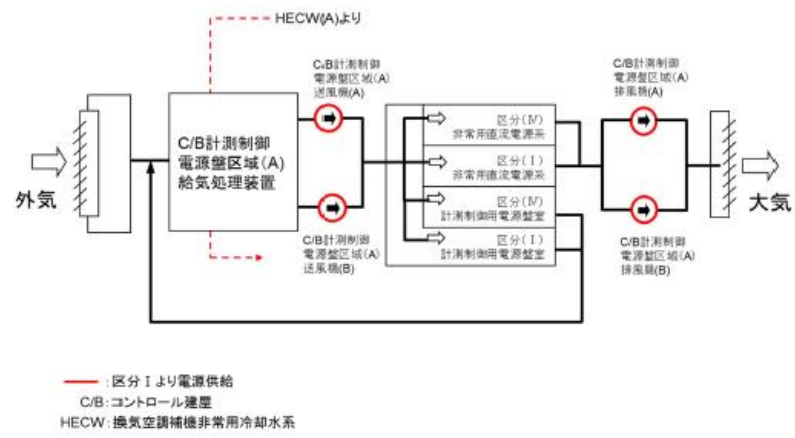 HECW(A)より
C/B計測制御
電源盤区域(A)
送風機(A)
C/B計測制御
電源盤区域(A)
排風機(A)
C/B計測制御
電源盤区域(A)
給気処理装置
区分(Ⅳ)
非常用直流電源系
区分(Ⅰ)
非常用直流電源系
区分(Ⅳ)
計測制御用電源盤室
区分(Ⅰ)
計測制御用電源盤室
外気
大気
C/B計測制御
電源盤区域(A)
送風機(B)
C/B計測制御
電源盤区域(A)
排風機(B)
:区分Ⅰより電源供給
C/B:コントロール建屋
HECW:換気空調補機非常用冷却水系